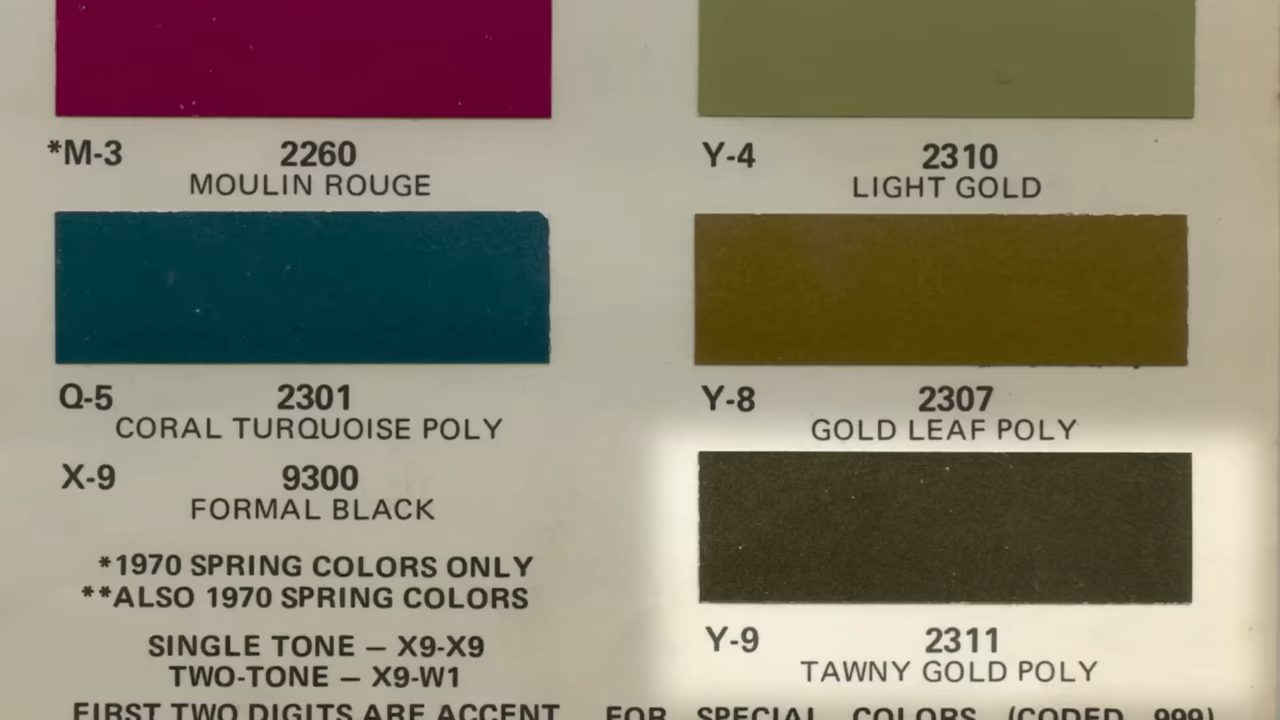 *M-3 2260
MOULIN ROUGE
Q-5 2301
CORAL TURQUOISE POLY
X-9 9300
FORMAL BLACK
*1970 SPRING COLORS ONLY
**ALSO 1970 SPRING COLORS
SINGLE TONE – X9-X9
TWO-TONE – X9-W1
Y-4 2310
LIGHT GOLD
Y-8 2307
GOLD LEAF POLY
Y-9 2311
TAWNY GOLD POLY
FIRST TWO DIGITS ARE ACCENT FOR SPECIAL COLORS (CODED 999)